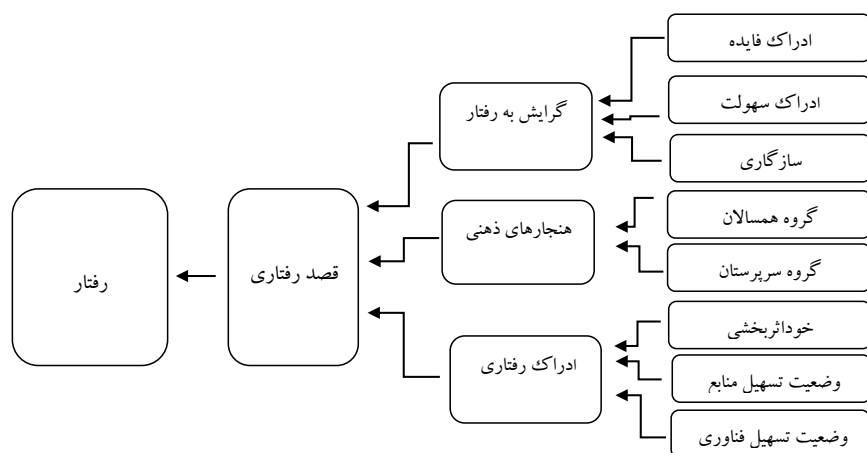 ادراک فایده
ادراک سهولت
سازگاری
گروه همسالان
گروه سرپرستان
خوداثربخشی
وضعیت تسهیل منابع
وضعیت تسهیل فناوری
گرایش به رفتار
هنجارهای ذهنی
ادراک رفتاری
قصد رفتاری
رفتار